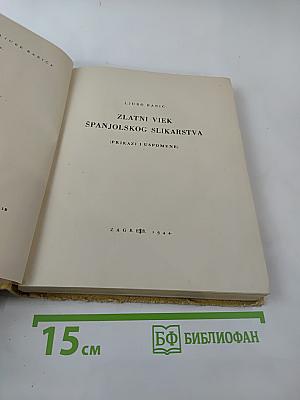 LJUBO BABIĆ
ZLATNI VIEK
ŠPANJOLSKOG SLIKARSTVA
(PRIKAZI I USPOMENE)
ZAGREB 1944
15 см
БФ БИБЛИОФАН